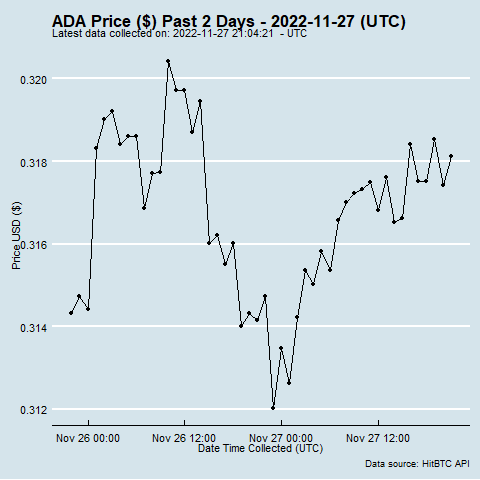 ADA Price ($) Past 2 Days - 2022-11-27 (UTC)
Latest data collected on: 2022-11-27 21:04:21 - UTC
0.320
0.318
0.316
0.314
0.312
Price USD ($)
Nov 26 00:00 Nov 26 12:00 Nov 27 00:00 Nov 27 12:00
Date Time Collected (UTC)
Data source: HitBTC API